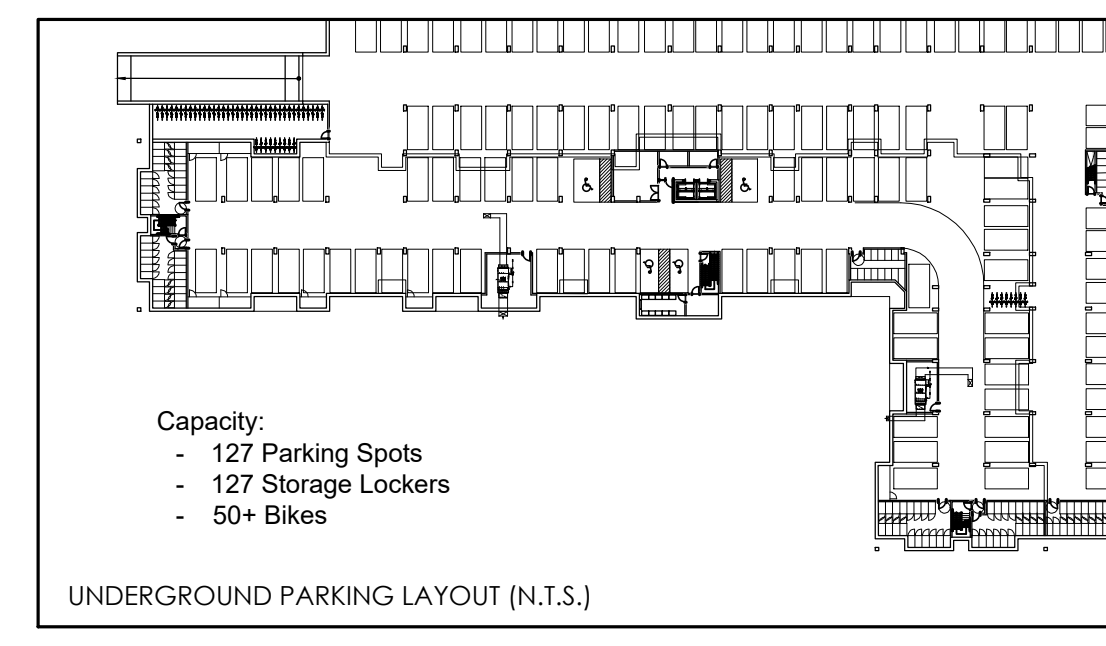 Capacity:
- 127 Parking Spots
- 127 Storage Lockers
- 50+ Bikes
UNDERGROUND PARKING LAYOUT (N.T.S.)